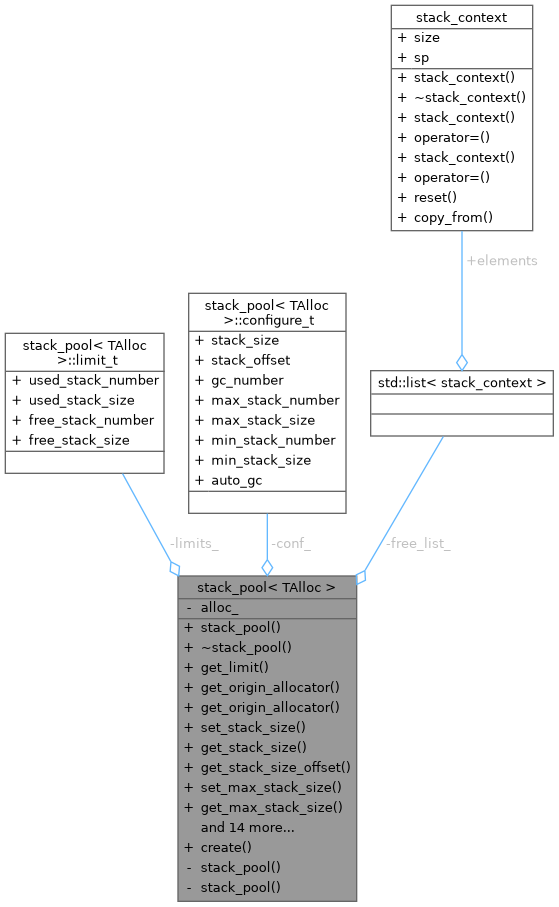 stack_context
+ size
+ sp
+ stack_context()
+ ~stack_context()
+ stack_context()
+ operator=()
+ stack_context()
+ operator=()
+ reset()
+ copy_from()
+elements
stack_pool< TAlloc
>::configure_t
+ stack_size
+ stack_offset
+ gc_number
+ max_stack_number
+ max_stack_size
+ min_stack_number
+ min_stack_size
+ auto_gc
stack_pool< TAlloc
>::limit_t
+ used_stack_number
+ used_stack_size
+ free_stack_number
+ free_stack_size
std::list< stack_context >
-limits_
-conf_
-free_list_
stack_pool< TAlloc >
- alloc_
+ stack_pool()
+ ~stack_pool()
+ get_limit()
+ get_origin_allocator()
+ get_origin_allocator()
+ set_stack_size()
+ get_stack_size()
+ get_stack_size_offset()
+ set_max_stack_size()
+ get_max_stack_size()
and 14 more...
+ create()
- stack_pool()
- stack_pool()